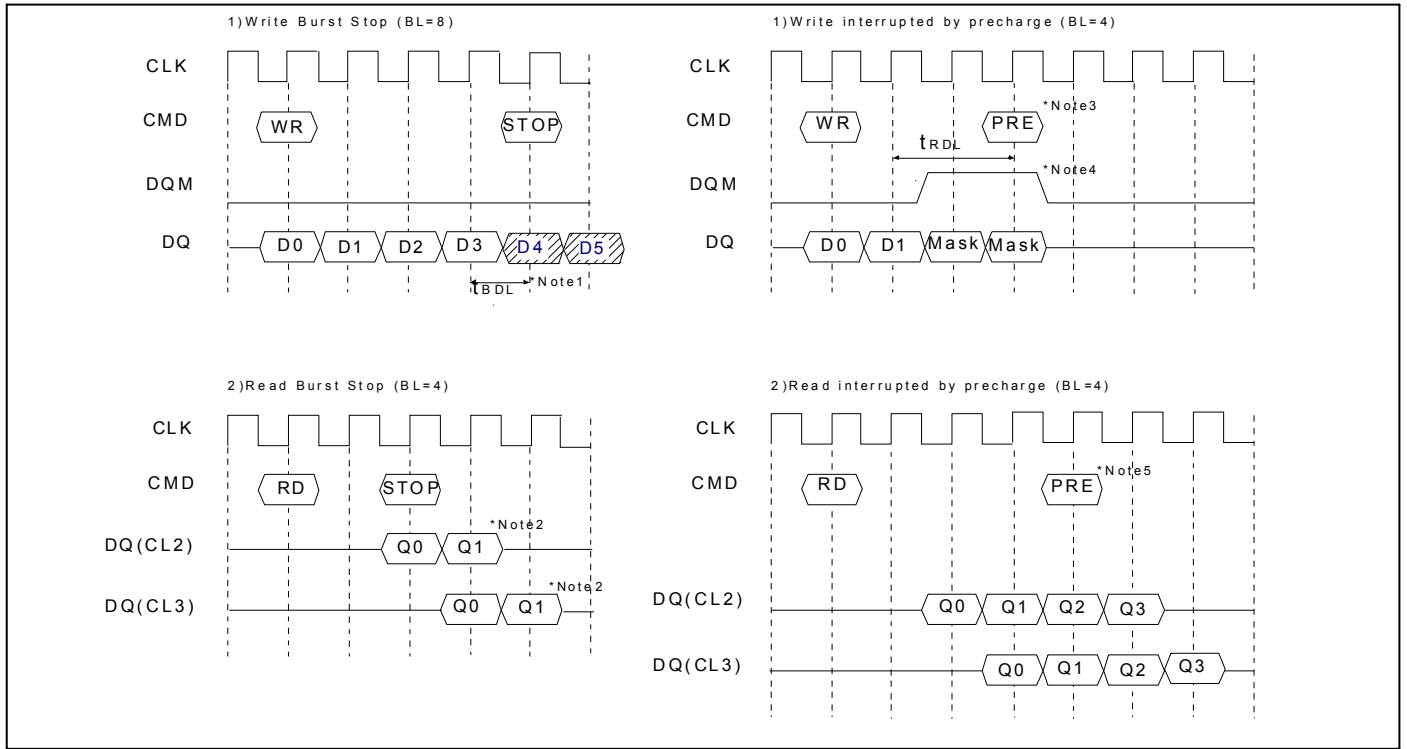 1)Write Burst Stop (BL=8)
CLK
CMD
WR
STOP
DQM
DQ
D0 D1 D2 D3 D4 D5
tBDL
*Note1
1)Write interrupted by precharge (BL=4)
CLK
CMD
WR
PRE
*Note3
tRDL
DQM
*Note4
DQ
D0 D1 Mask Mask
2)Read Burst Stop (BL=4)
CLK
CMD
RD
STOP
*Note2
DQ(CL2)
Q0 Q1
*Note2
DQ(CL3)
Q0 Q1
2)Read interrupted by precharge (BL=4)
CLK
CMD
RD
PRE
*Note5
DQ(CL2)
Q0 Q1 Q2 Q3
DQ(CL3)
Q0 Q1 Q2 Q3